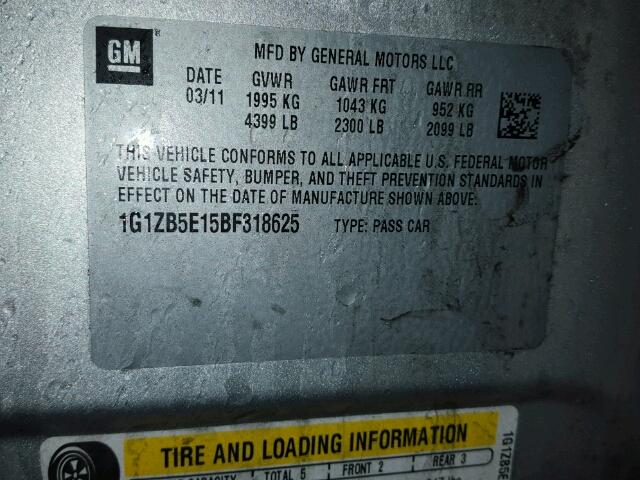 GM
MFD BY GENERAL MOTORS LLC
DATE GVWR GAWR FRT GAWR RR
03/11 1995 KG 1043 KG 952 KG
4399 LB 2300 LB 2099 LB
THIS VEHICLE CONFORMS TO ALL APPLICABLE U.S. FEDERAL MOTOR
VEHICLE SAFETY, BUMPER, AND THEFT PREVENTION STANDARDS IN
EFFECT ON THE DATE OF MANUFACTURE SHOWN ABOVE.
1G1ZB5E15BF318625 TYPE: PASS CAR
TIRE AND LOADING INFORMATION
CAPACITY TOTAL 5 FRONT 2 REAR 3
1G1ZB5E